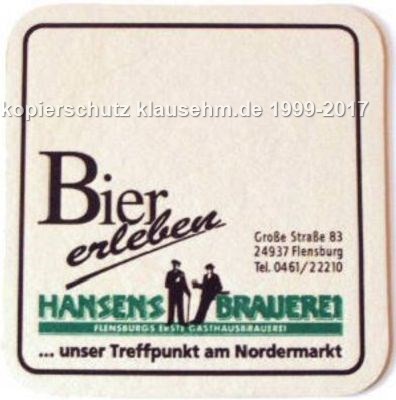 kopierschutz klausehm.de 1999-2017
Bier
erleben
Große Straße 83
24937 Flensburg
Tel. 0461/22210
HANSENS BRAUEREI
FLENSBURGS ERSTE GASTHAUSBRAUEREI
... unser Treffpunkt am Nordermarkt